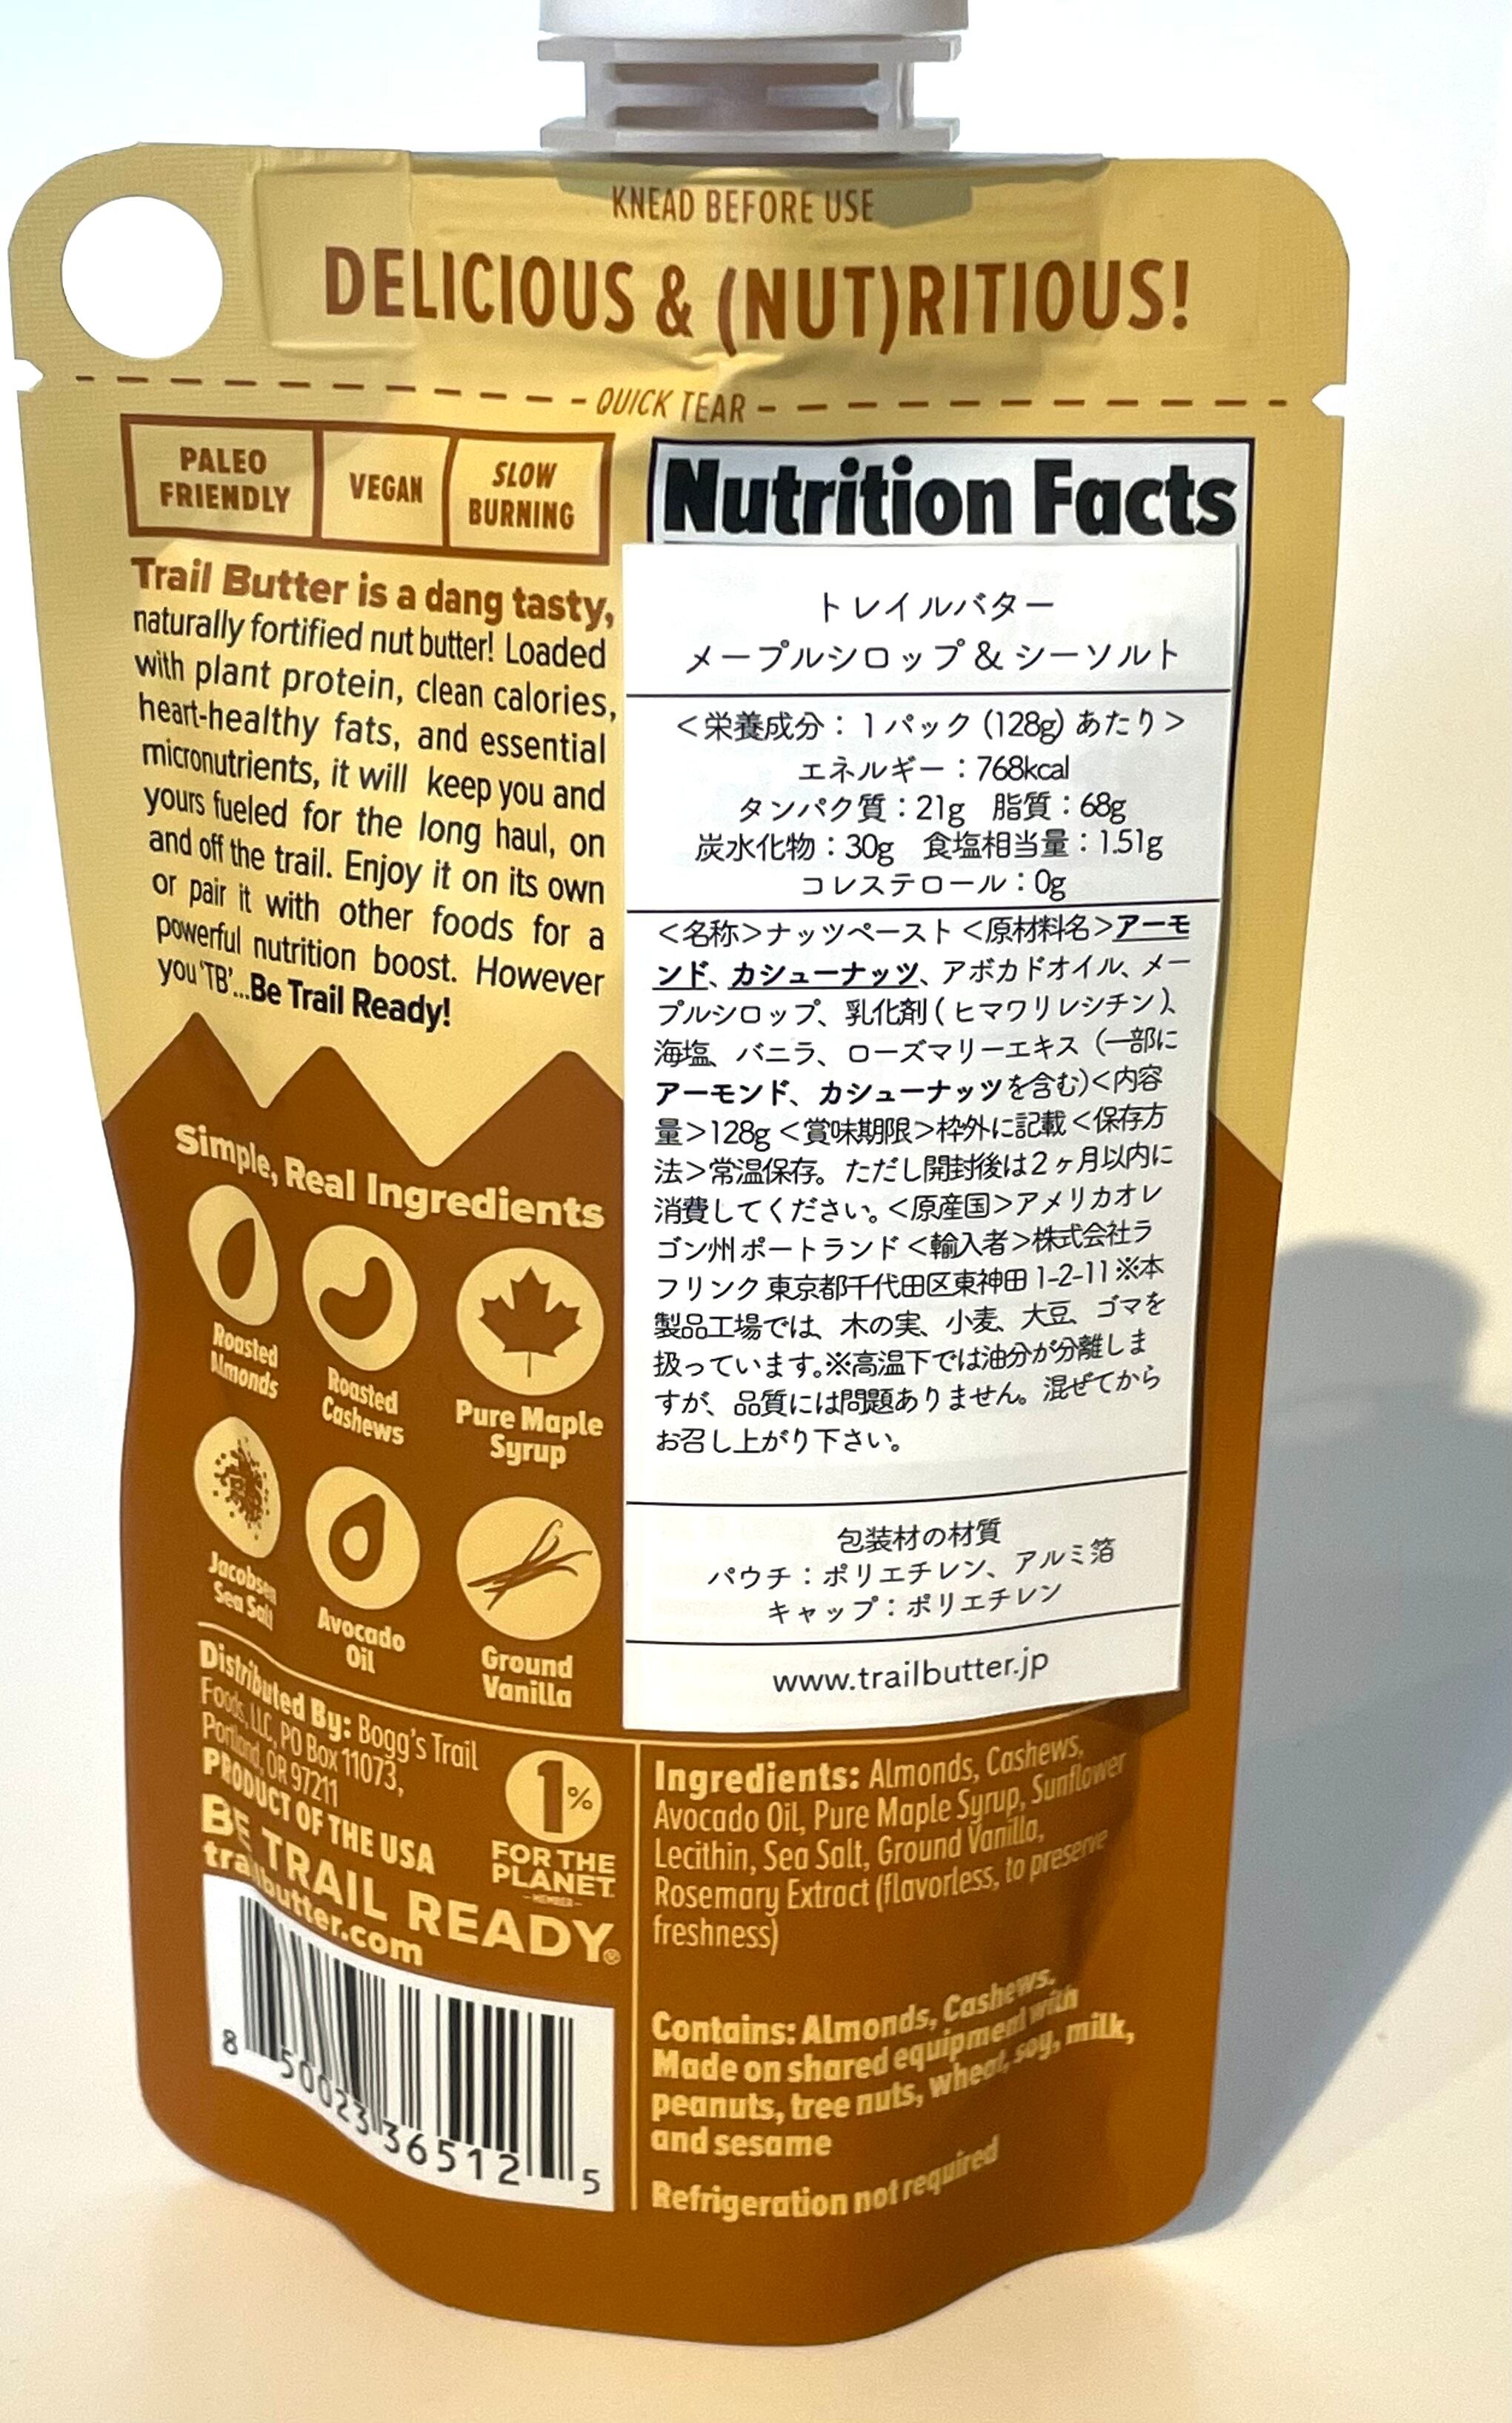 KNEAD BEFORE USE
DELICIOUS & (NUT)RITIOUS!
QUICK TEAR
PALEO
FRIENDLY
VEGAN
SLOW
BURNING
Trail Butter is a dang tasty,
naturally fortified nut butter! Loaded
with plant protein, clean calories,
heart-healthy fats, and essential
micronutrients, it will keep you and
yours fueled for the long haul, on
and off the trail. Enjoy it on its own
or pair it with other foods for a
powerful nutrition boost. However
you 'TB'...Be Trail Ready!
Simple, Real Ingredients
Roasted
Almonds
Roasted
Cashews
Pure Maple
Syrup
Jacobsen
Sea Salt
Avocado
Oil
Ground
Vanilla
Distributed By: Bogg's Trail
Foods, LLC, PO Box 11073,
Portland, OR 97211
PRODUCT OF THE USA
BE TRAIL READY®
trailbutter.com
1%
FOR THE
PLANET
MEMBER
8 50023 36512 5
Nutrition Facts
トレイルバター
メープルシロップ & シーソルト
<栄養成分：1パック (128g) あたり>
エネルギー：768kcal
タンパク質：21g 脂質：68g
炭水化物：30g 食塩相当量：1.51g
コレステロール：0g
<名称>ナッツペースト<原材料名>アーモ
ンド、カシューナッツ、アボカドオイル、メー
プルシロップ、乳化剤(ヒマワリレシチン)、
海塩、バニラ、ローズマリーエキス（一部に
アーモンド、カシューナッツを含む)<内容
量>128g<賞味期限>枠外に記載<保存方
法>常温保存。ただし開封後は2ヶ月以内に
消費してください。<原産国>アメリカオレ
ゴン州ポートランド<輸入者>株式会社ラ
フリンク 東京都千代田区東神田1-2-11※本
製品工場では、木の実、小麦、大豆、ゴマを
扱っています。※高温下では油分が分離しま
すが、品質には問題ありません。混ぜてから
お召し上がり下さい。
包装材の材質
パウチ：ポリエチレン、アルミ箔
キャップ：ポリエチレン
www.trailbutter.jp
Ingredients: Almonds, Cashews,
Avocado Oil, Pure Maple Syrup, Sunflower
Lecithin, Sea Salt, Ground Vanilla,
Rosemary Extract (flavorless, to preserve
freshness)
Contains: Almonds, Cashews.
Made on shared equipment with
peanuts, tree nuts, wheat, soy, milk,
and sesame
Refrigeration not required